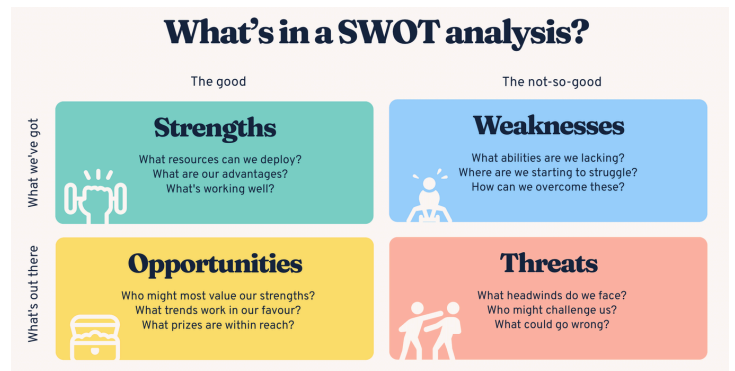 What's in a SWOT analysis?
The good
The not-so-good
What we've got
Strengths
What resources can we deploy?
What are our advantages?
What's working well?
Weaknesses
What abilities are we lacking?
Where are we starting to struggle?
How can we overcome these?
What's out there
Opportunities
Who might most value our strengths?
What trends work in our favour?
What prizes are within reach?
Threats
What headwinds do we face?
Who might challenge us?
What could go wrong?